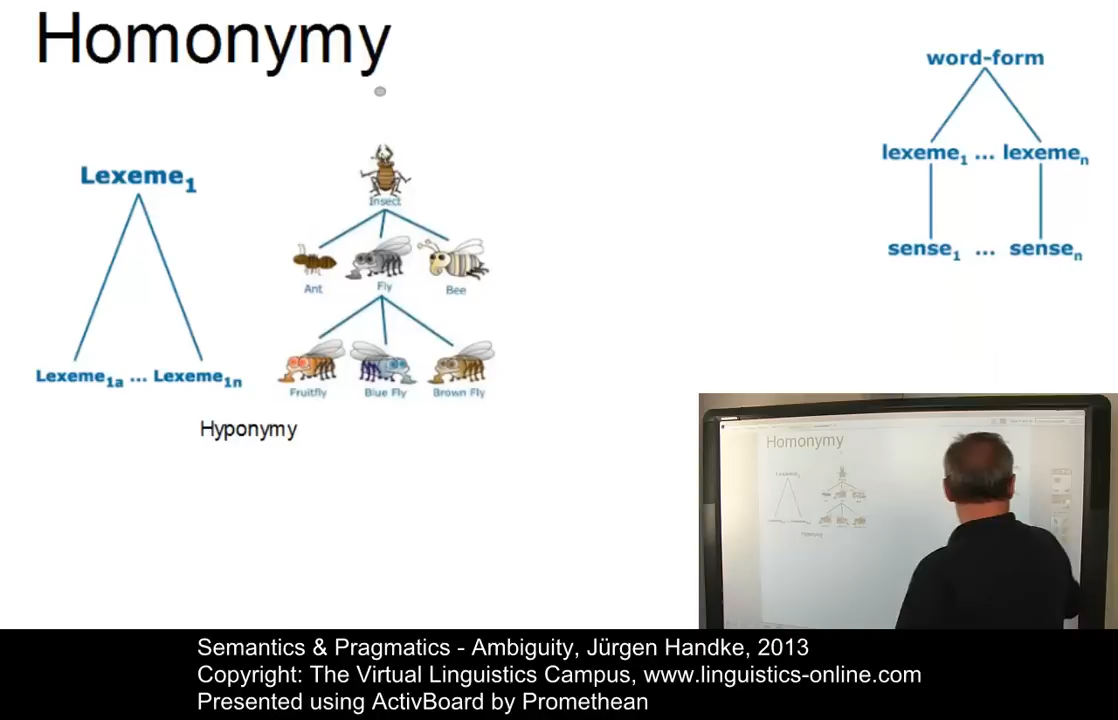 Homonymy
word-form
Lexeme1
lexeme1 ... lexemen
Insect
sense1 ... sensen
Ant
Fly
Bee
Lexeme1a ... Lexeme1n
Fruitfly
Blue Fly
Brown Fly
Hyponymy
Homonymy
Semantics & Pragmatics - Ambiguity, Jürgen Handke, 2013
Copyright: The Virtual Linguistics Campus, www.linguistics-online.com
Presented using ActivBoard by Promethean